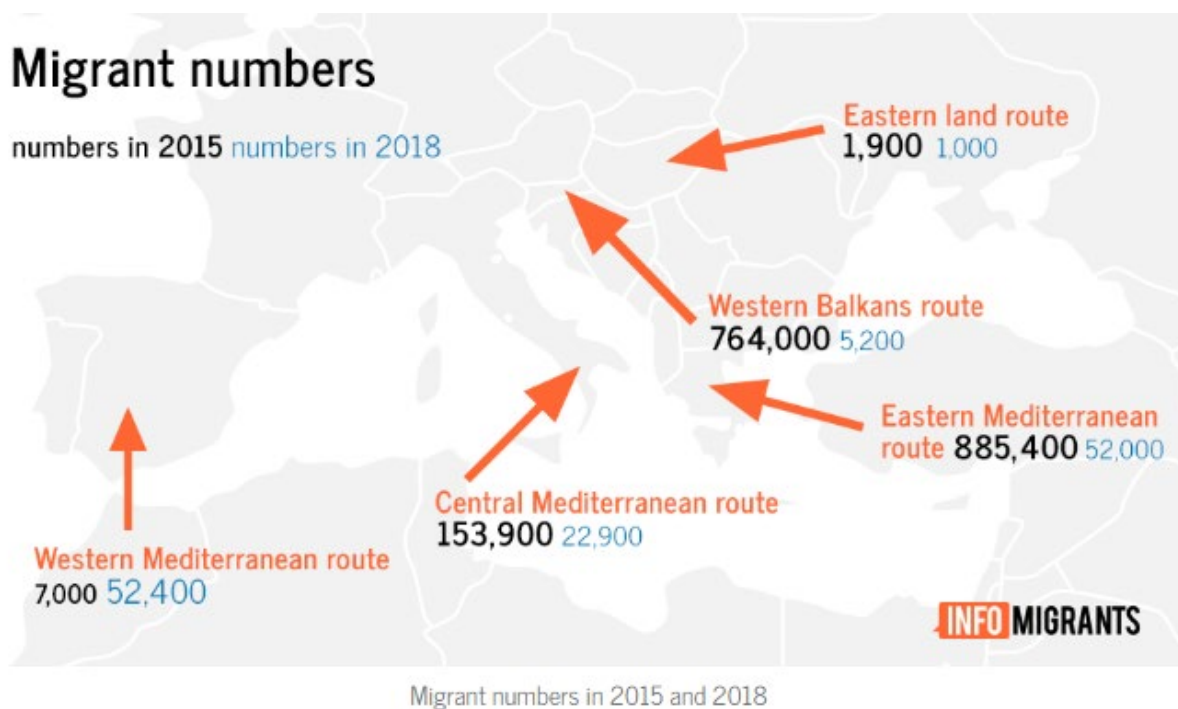 Migrant numbers
numbers in 2015 numbers in 2018
Eastern land route
1,900 1,000
Western Balkans route
764,000 5,200
Eastern Mediterranean
route 885,400 52,000
Central Mediterranean route
153,900 22,900
Western Mediterranean route
7,000 52,400
INFO MIGRANTS
Migrant numbers in 2015 and 2018